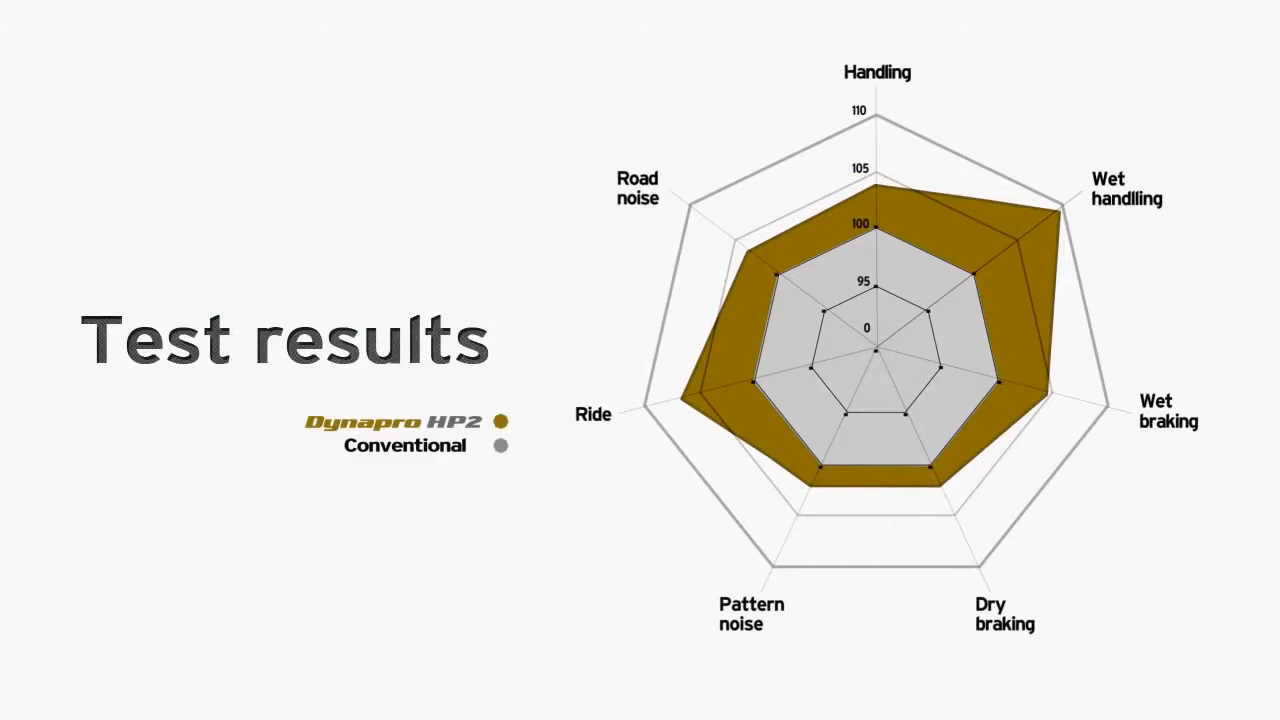 Test results
Dynapro HP2
Conventional
Handling
110
105
100
95
0
Road
noise
Wet
handlling
Ride
Wet
braking
Pattern
noise
Dry
braking